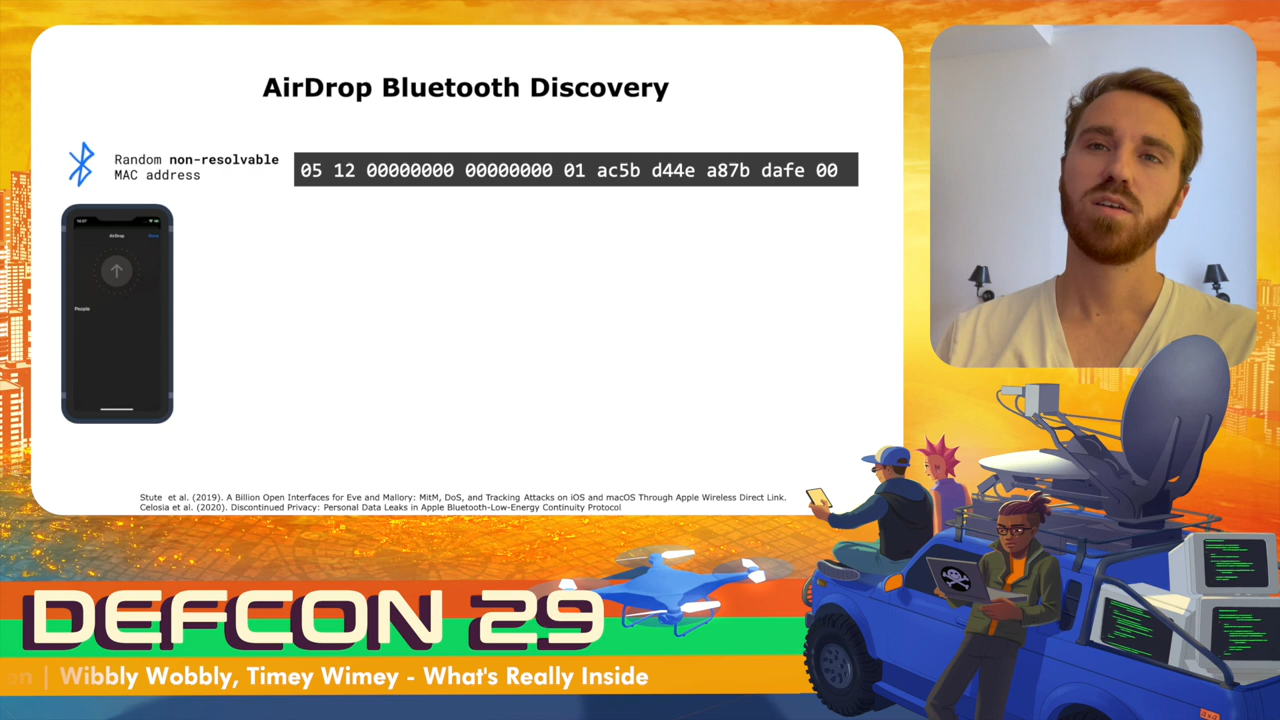 AirDrop Bluetooth Discovery
Random non-resolvable
MAC address
05 12 00000000 00000000 01 ac5b d44e a87b dafe 00
AirDrop
People
Stute et al. (2019). A Billion Open Interfaces for Eve and Mallory: MitM, DoS, and Tracking Attacks on iOS and macOS Through Apple Wireless Direct Link.
Celosia et al. (2020). Discontinued Privacy: Personal Data Leaks in Apple Bluetooth-Low-Energy Continuity Protocol
DEFCON 29
| Wibbly Wobbly, Timey Wimey - What's Really Inside